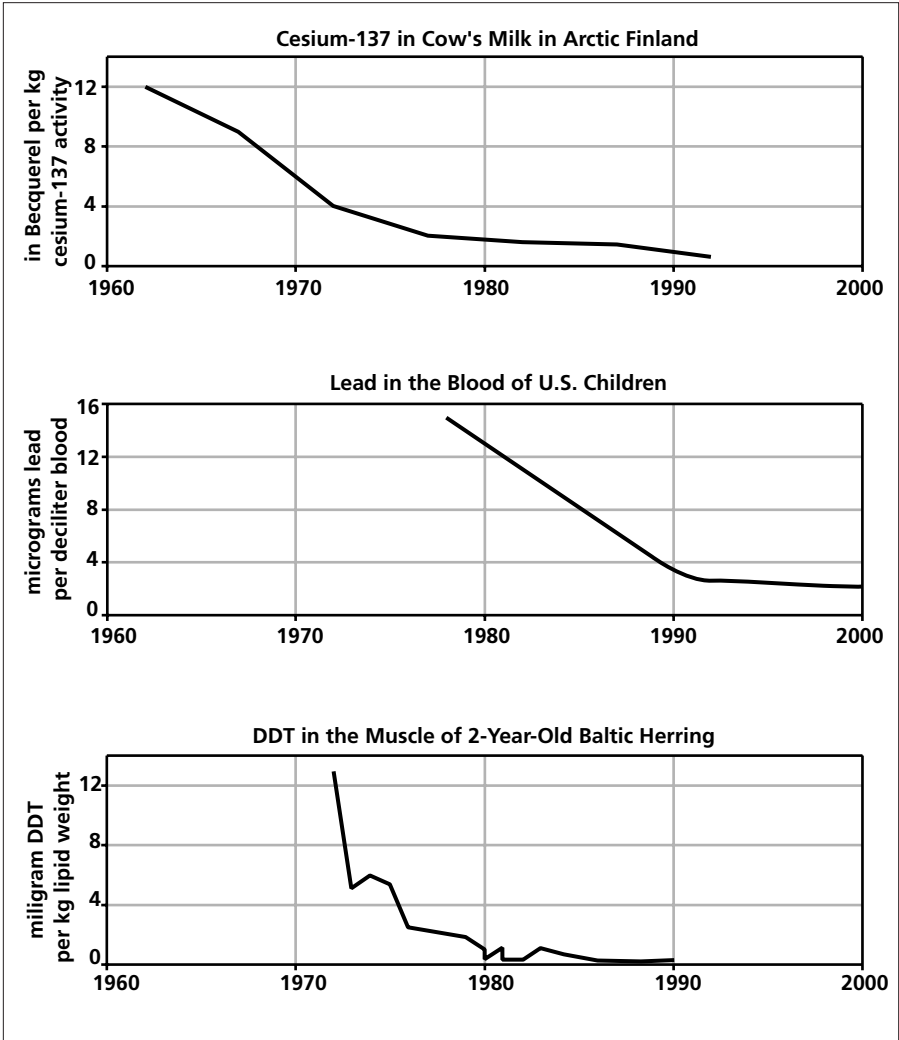 Cesium-137 in Cow's Milk in Arctic Finland
in Becquerel per kg
cesium-137 activity
12
8
4
0
1960 1970 1980 1990 2000
Lead in the Blood of U.S. Children
micrograms lead
per deciliter blood
16
12
8
4
0
1960 1970 1980 1990 2000
DDT in the Muscle of 2-Year-Old Baltic Herring
miligram DDT
per kg lipid weight
12
8
4
0
1960 1970 1980 1990 2000